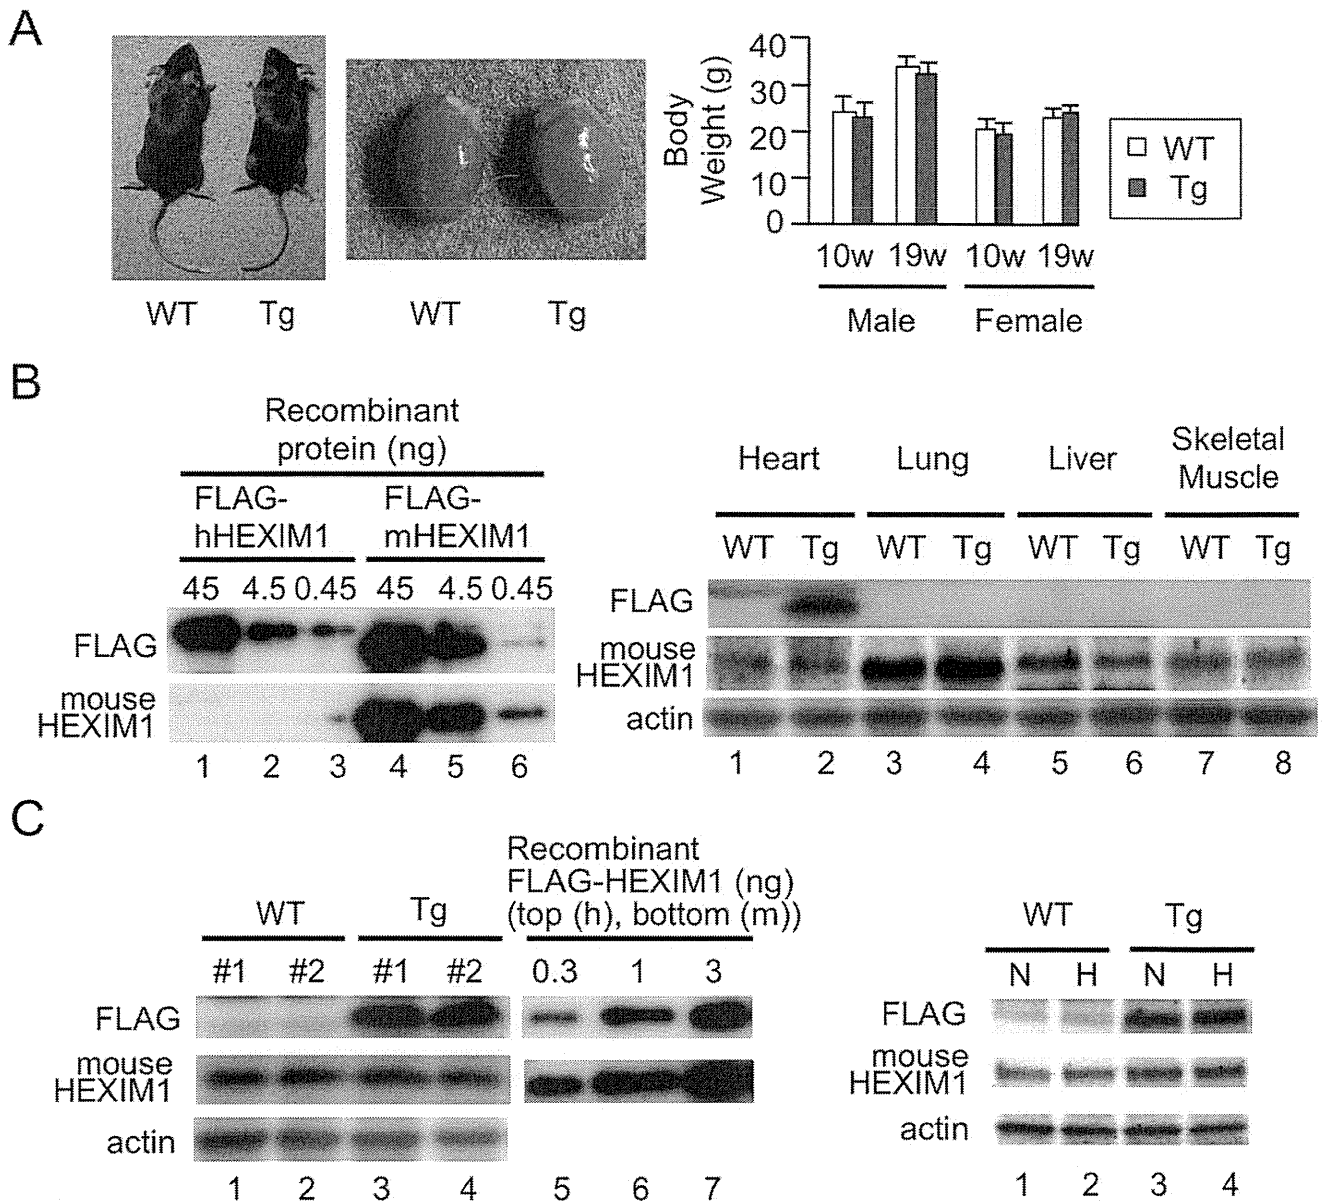 A
WT Tg
WT Tg
Body
Weight (g)
40
30
20
10
0
10w 19w 10w 19w
Male Female
WT
Tg
B
Recombinant
protein (ng)
FLAG-
hHEXIM1
FLAG-
mHEXIM1
45 4.5 0.45 45 4.5 0.45
FLAG
mouse
HEXIM1
1 2 3 4 5 6
Heart Lung Liver Skeletal
Muscle
WT Tg WT Tg WT Tg WT Tg
FLAG
mouse
HEXIM1
actin
1 2 3 4 5 6 7 8
C
WT Tg
Recombinant
FLAG-HEXIM1 (ng)
(top (h), bottom (m))
#1 #2 #1 #2 0.3 1 3
FLAG
mouse
HEXIM1
actin
1 2 3 4 5 6 7
WT Tg
N H N H
FLAG
mouse
HEXIM1
actin
1 2 3 4